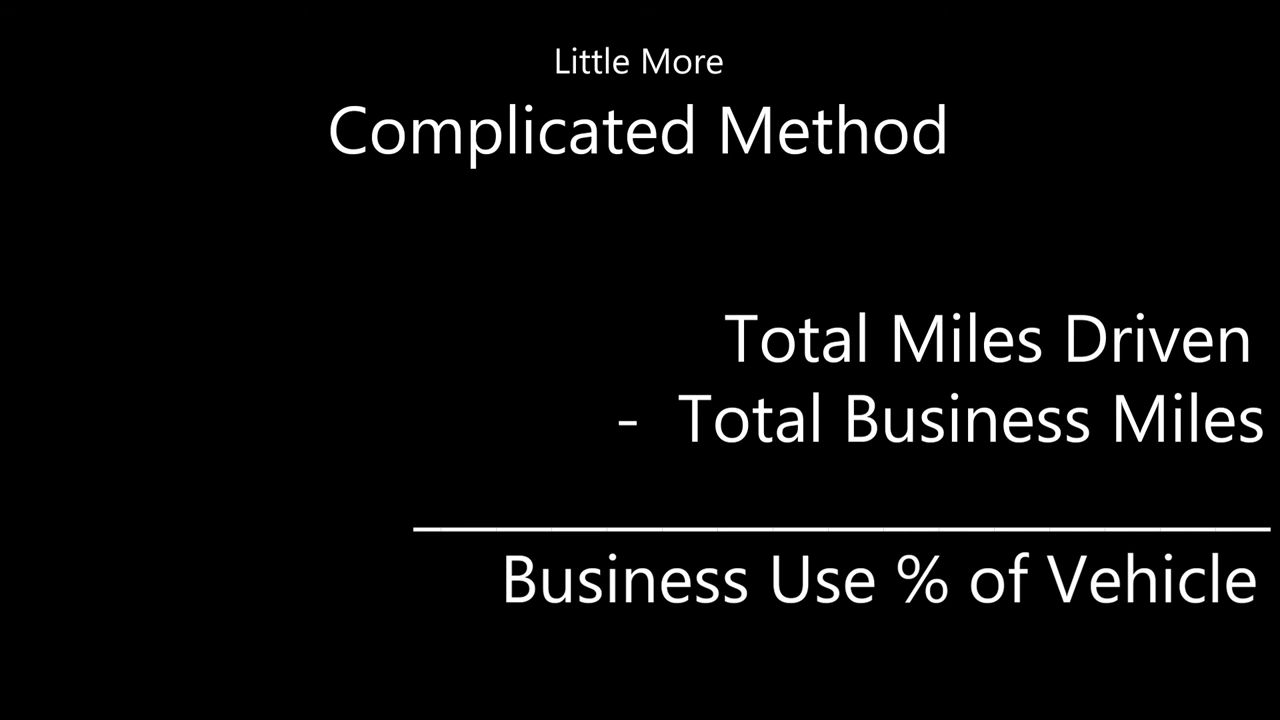 Little More
Complicated Method
Total Miles Driven
- Total Business Miles
Business Use % of Vehicle